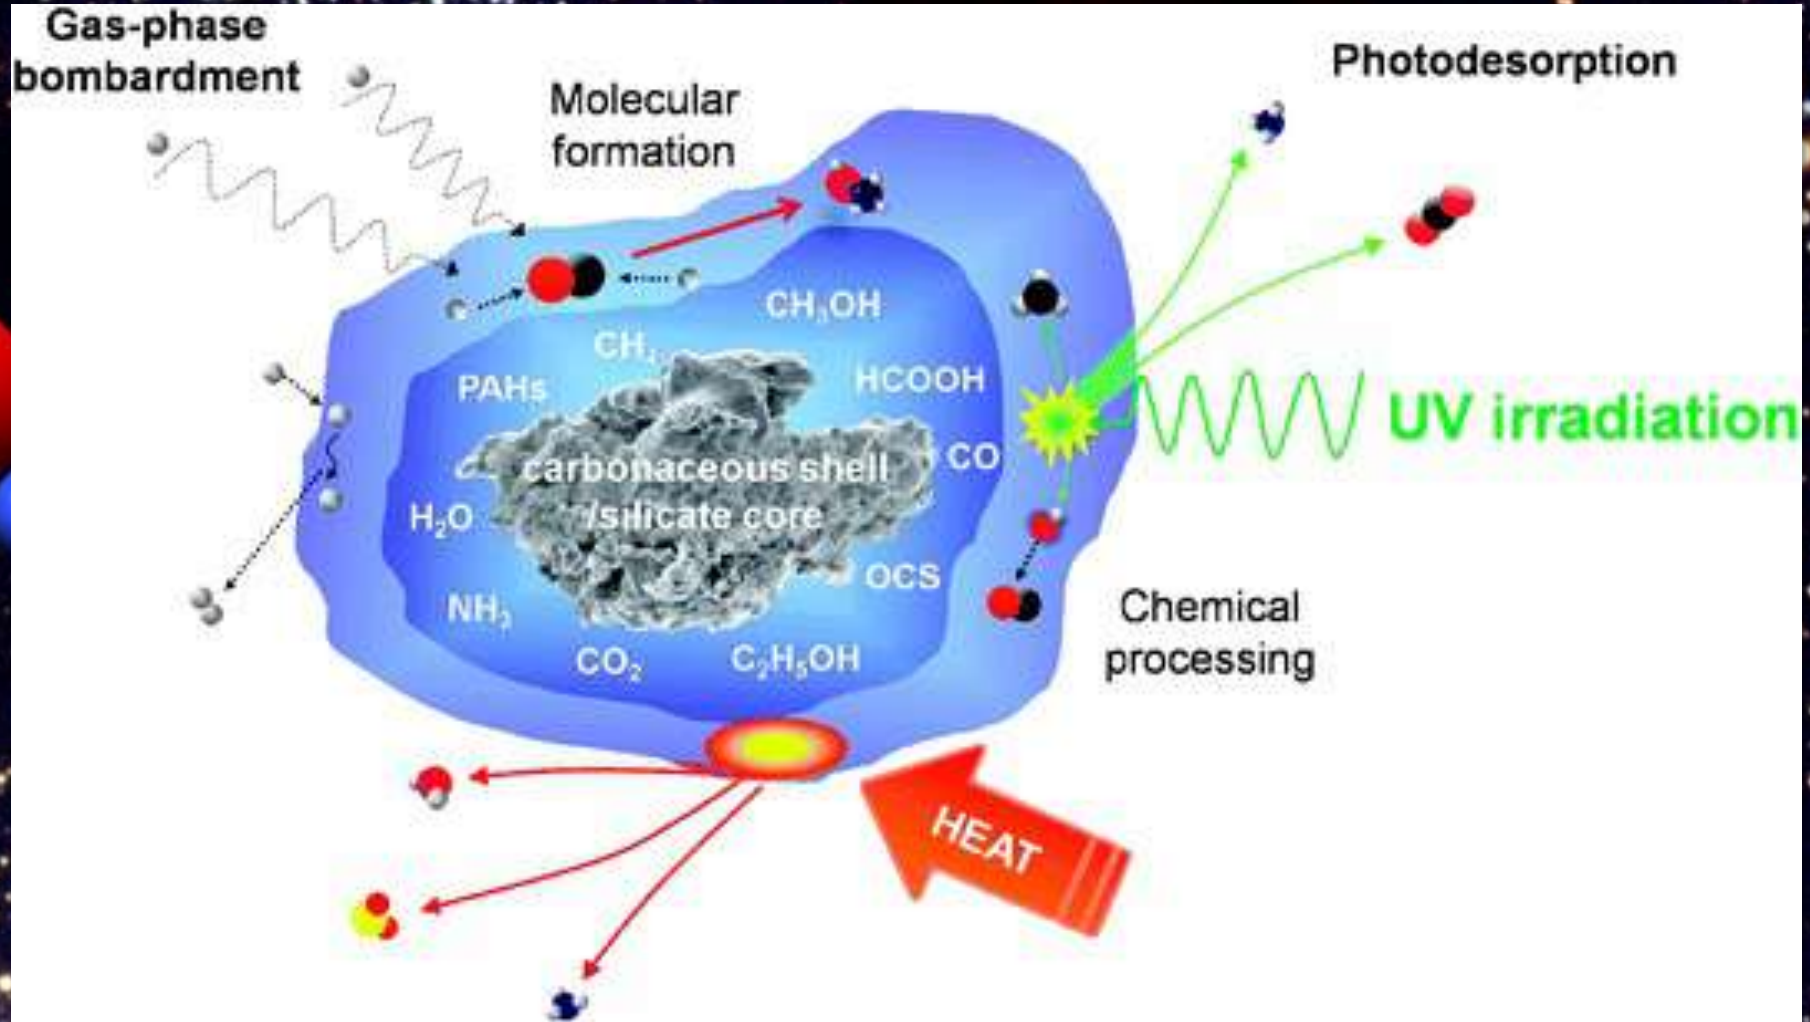 Gas-phase
bombardment
Molecular
formation
Photodesorption
CH₃OH
CH₄
PAHs
HCOOH
carbonaceous shell
/silicate core
CO
H₂O
UV irradiation
OCS
NH₃
CO₂
C₂H₅OH
Chemical
processing
HEAT